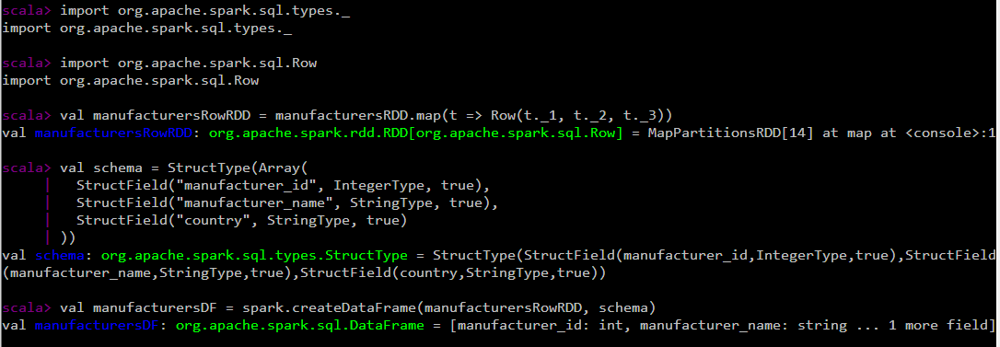 scala> import org.apache.spark.sql.types._
import org.apache.spark.sql.types._
scala> import org.apache.spark.sql.Row
import org.apache.spark.sql.Row
scala> val manufacturersRowRDD = manufacturersRDD.map(t => Row(t._1, t._2, t._3))
val manufacturersRowRDD: org.apache.spark.rdd.RDD[org.apache.spark.sql.Row] = MapPartitionsRDD[14] at map at <console>:1
scala> val schema = StructType(Array(
     |   StructField("manufacturer_id", IntegerType, true),
     |   StructField("manufacturer_name", StringType, true),
     |   StructField("country", StringType, true)
     | ))
val schema: org.apache.spark.sql.types.StructType = StructType(StructField(manufacturer_id,IntegerType,true),StructField
(manufacturer_name,StringType,true),StructField(country,StringType,true))
scala> val manufacturersDF = spark.createDataFrame(manufacturersRowRDD, schema)
val manufacturersDF: org.apache.spark.sql.DataFrame = [manufacturer_id: int, manufacturer_name: string ... 1 more field]